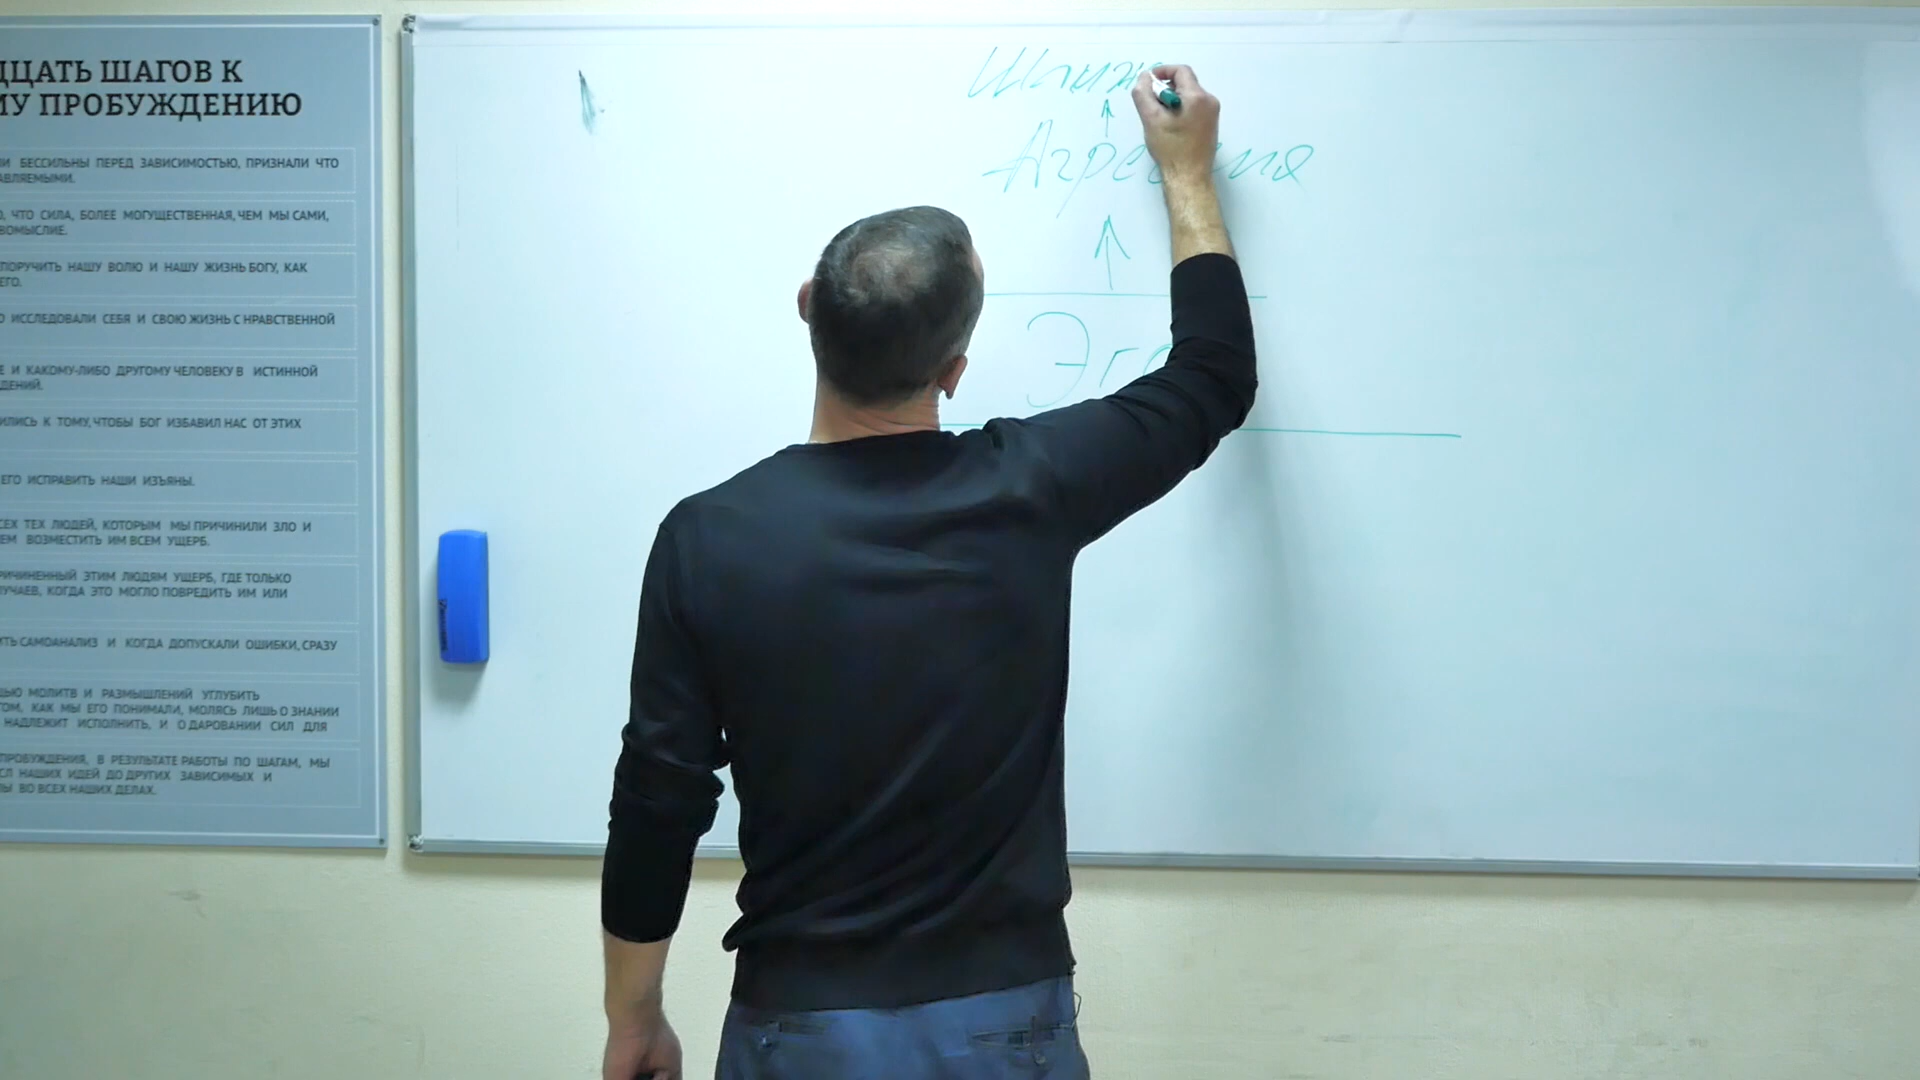 ДЦАТЬ ШАГОВ К
МУ ПРОБУЖДЕНИЮ
БЕССИЛЬНЫ ПЕРЕД ЗАВИСИМОСТЬЮ, ПРИЗНАЛИ ЧТО
АВЛЯЕМЫМИ.
ЧТО СИЛА, БОЛЕЕ МОГУЩЕСТВЕННАЯ, ЧЕМ МЫ САМИ,
ВОМЫСЛИЕ.
ПОРУЧИТЬ НАШУ ВОЛЮ И НАШУ ЖИЗНЬ БОГУ, КАК
ЕГО.
О ИССЛЕДОВАЛИ СЕБЯ И СВОЮ ЖИЗНЬ С НРАВСТВЕННОЙ
Е И КАКОМУ-ЛИБО ДРУГОМУ ЧЕЛОВЕКУ В ИСТИННОЙ
ДЕНИЙ.
ИЛИСЬ К ТОМУ, ЧТОБЫ БОГ ИЗБАВИЛ НАС ОТ ЭТИХ
ЕГО ИСПРАВИТЬ НАШИ ИЗЪЯНЫ.
СЕХ ТЕХ ЛЮДЕЙ, КОТОРЫМ МЫ ПРИЧИНИЛИ ЗЛО И
ЕМ ВОЗМЕСТИТЬ ИМ ВСЕМ УЩЕРБ.
РИЧИНЕННЫЙ ЭТИМ ЛЮДЯМ УЩЕРБ, ГДЕ ТОЛЬКО
УЧАЕВ, КОГДА ЭТО МОГЛО ПОВРЕДИТЬ ИМ ИЛИ
ТЬ САМОАНАЛИЗ И КОГДА ДОПУСКАЛИ ОШИБКИ, СРАЗУ
ЩЬЮ МОЛИТВ И РАЗМЫШЛЕНИЙ УГЛУБИТЬ
ГОМ, КАК МЫ ЕГО ПОНИМАЛИ, МОЛЯСЬ ЛИШЬ О ЗНАНИИ
НАДЛЕЖИТ ИСПОЛНИТЬ, И О ДАРОВАНИИ СИЛ ДЛЯ
ПРОБУЖДЕНИЯ, В РЕЗУЛЬТАТЕ РАБОТЫ ПО ШАГАМ, МЫ
СЛ НАШИХ ИДЕЙ ДО ДРУГИХ ЗАВИСИМЫХ И
Ы ВО ВСЕХ НАШИХ ДЕЛАХ.
Агрессия
Эго